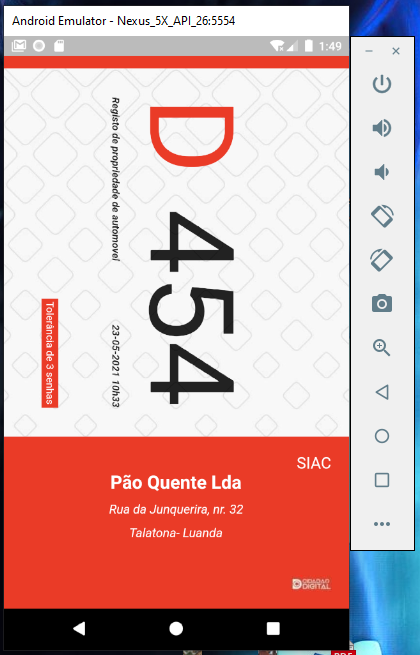 Android Emulator - Nexus_5X_API_26:5554
1:49
D 454
Registo de propriedade de automovel
23-05-2021 10h33
Tolerância de 3 senhas
SIAC
Pão Quente Lda
Rua da Junquerira, nr. 32
Talatona- Luanda
CIDADAO
DIGITAL